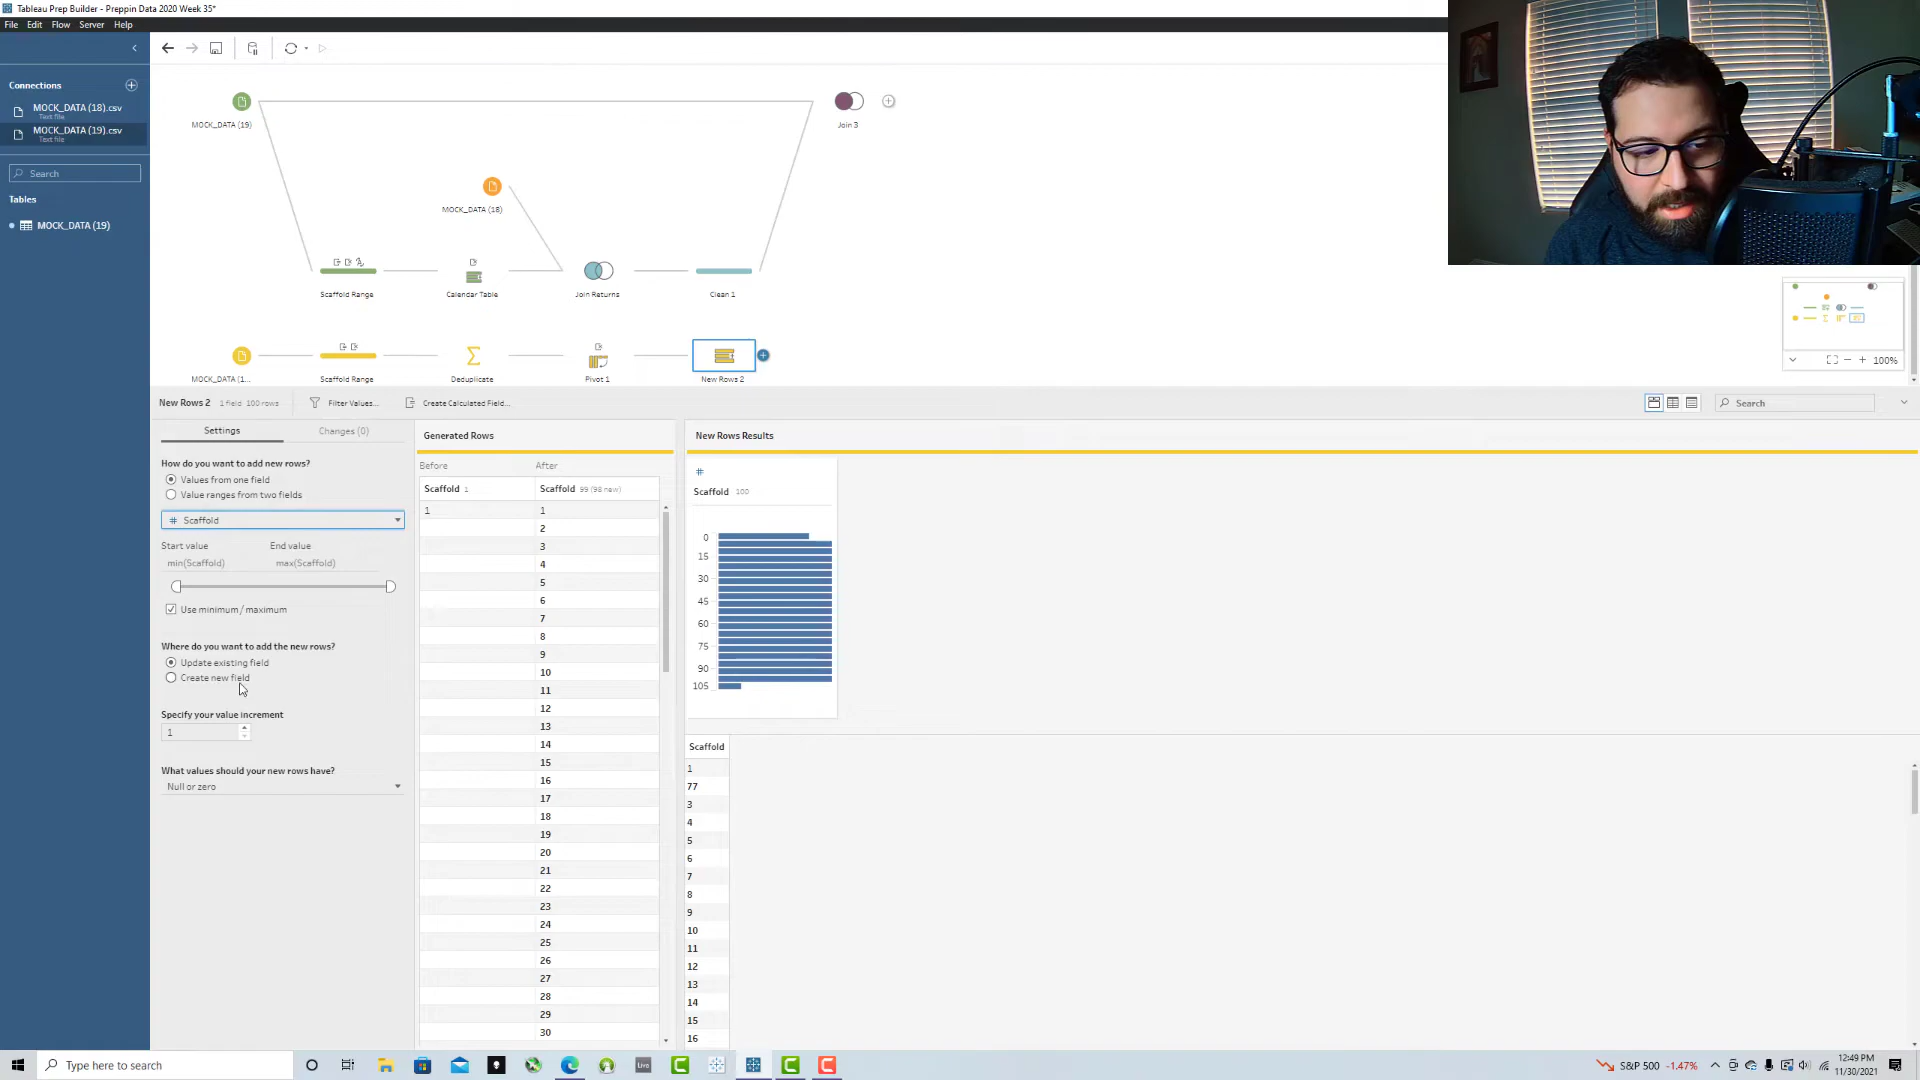 Tableau Prep Builder - Preppin Data 2020 Week 35*
File Edit Flow Server Help
Connections
MOCK_DATA (18).csv
Text file
MOCK_DATA (19).csv
Text file
Search
Tables
MOCK_DATA (19)
MOCK_DATA (19)
Join 3
MOCK_DATA (18)
Scaffold Range
Calendar Table
Join Returns
Clean 1
MOCK_DATA (1...
Scaffold Range
Deduplicate
Pivot 1
New Rows 2
100%
New Rows 2 1 field 100 rows
Filter Values...
Create Calculated Field...
Search
Settings
Changes (0)
How do you want to add new rows?
Values from one field
Value ranges from two fields
# Scaffold
Start value End value
min(Scaffold) max(Scaffold)
Use minimum / maximum
Where do you want to add the new rows?
Update existing field
Create new field
Specify your value increment
1
What values should your new rows have?
Null or zero
Generated Rows
Before After
Scaffold 1 Scaffold 99 (98 new)
1 1
2
3
4
5
6
7
8
9
10
11
12
13
14
15
16
17
18
19
20
21
22
23
24
25
26
27
28
29
30
New Rows Results
#
Scaffold 100
0
15
30
45
60
75
90
105
Scaffold
1
77
3
4
5
6
7
8
9
10
11
12
13
14
15
16
Type here to search
Live
S&P 500 -1.47%
12:49 PM
11/30/2021